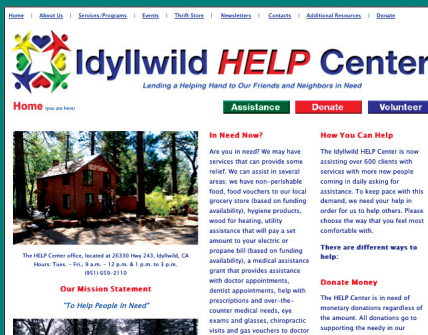 Home | About Us | Services/Programs | Events | Thrift Store | Newsletters | Contacts | Additional Resources | Donate
Idyllwild HELP Center
Lending a Helping Hand to Our Friends and Neighbors in Need
Home (you are here)
Assistance
Donate
Volunteer
The HELP Center office, located at 26330 Hwy 243, Idyllwild, CA
Hours: Tues. - Fri., 9 a.m. - 12 p.m. & 1 p.m. to 3 p.m.
(951) 659-2110
Our Mission Statement
"To Help People In Need"
In Need Now?
Are you in need? We may have
services that can provide some
relief. We can assist in several
areas: we have non-perishable
food, food vouchers to our local
grocery store (based on funding
availability), hygiene products,
wood for heating, utility
assistance that will pay a set
amount to your electric or
propane bill (based on funding
availability), a medical assistance
grant that provides assistance
with doctor appointments,
dentist appointments, help with
prescriptions and over-the-
counter medical needs, eye
exams and glasses, chiropractic
visits and gas vouchers to doctor
How You Can Help
The Idyllwild HELP Center is now
assisting over 600 clients with
services with more new people
coming in daily asking for
assistance. To keep pace with this
demand, we need your help in
order for us to help others. Please
choose the way that you feel most
comfortable with.
There are different ways to
help:
Donate Money
The HELP Center is in need of
monetary donations regardless of
the amount. All donations go to
supporting the needy in our